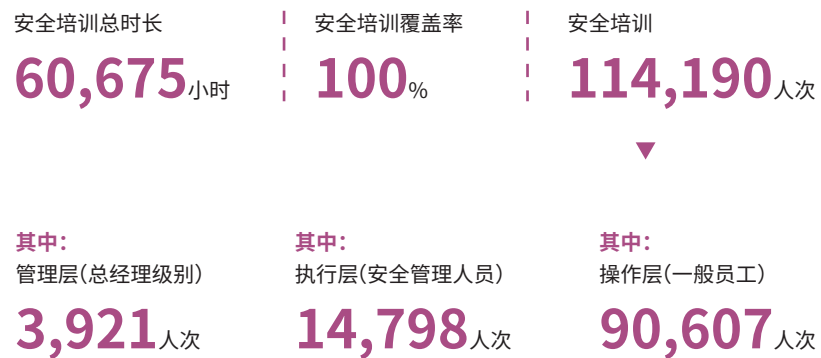 安全培训总时长
60,675小时
安全培训覆盖率
100%
安全培训
114,190人次
其中：
管理层(总经理级别)
3,921人次
其中：
执行层(安全管理人员)
14,798人次
其中：
操作层(一般员工)
90,607人次